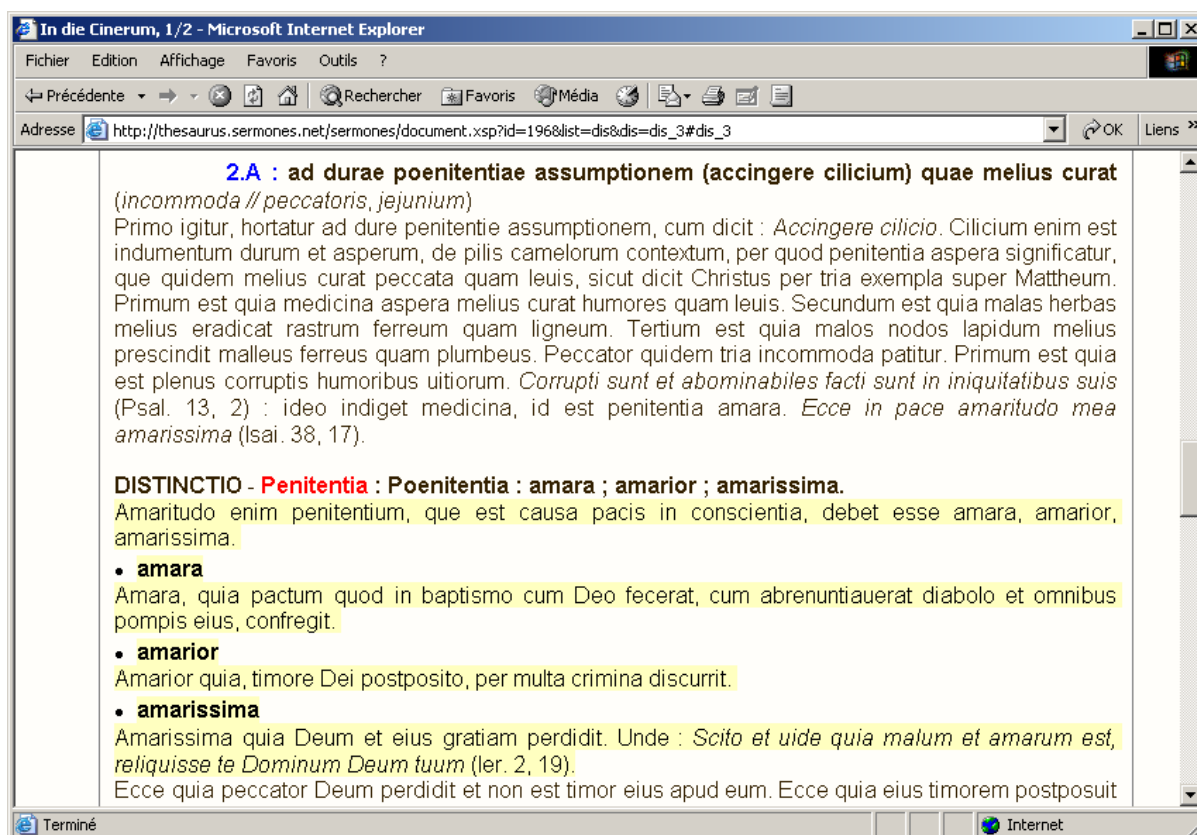 In die Cinerum, 1/2 - Microsoft Internet Explorer
Fichier Edition Affichage Favoris Outils ?
Précédente Rechercher Favoris Média
Adresse http://thesaurus.sermones.net/sermones/document.xsp?id=196&list=dis&dis=dis_3#dis_3 OK Liens »
2.A : ad durae poenitentiae assumptionem (accingere cilicium) quae melius curat
(incommoda // peccatoris, jejunium)
Primo igitur, hortatur ad dure penitentie assumptionem, cum dicit : Accingere cilicio. Cilicium enim est
indumentum durum et asperum, de pilis camelorum contextum, per quod penitentia aspera significatur,
que quidem melius curat peccata quam leuis, sicut dicit Christus per tria exempla super Mattheum.
Primum est quia medicina aspera melius curat humores quam leuis. Secundum est quia malas herbas
melius eradicat rastrum ferreum quam ligneum. Tertium est quia malos nodos lapidum melius
prescindit malleus ferreus quam plumbeus. Peccator quidem tria incommoda patitur. Primum est quia
est plenus corruptis humoribus uitiorum. Corrupti sunt et abominabiles facti sunt in iniquitatibus suis
(Psal. 13, 2) : ideo indiget medicina, id est penitentia amara. Ecce in pace amaritudo mea
amarissima (Isai. 38, 17).
DISTINCTIO - Penitentia : Poenitentia : amara ; amarior ; amarissima.
Amaritudo enim penitentium, que est causa pacis in conscientia, debet esse amara, amarior,
amarissima.
• amara
Amara, quia pactum quod in baptismo cum Deo fecerat, cum abrenuntiauerat diabolo et omnibus
pompis eius, confregit.
• amarior
Amarior quia, timore Dei postposito, per multa crimina discurrit.
• amarissima
Amarissima quia Deum et eius gratiam perdidit. Unde : Scito et uide quia malum et amarum est,
reliquisse te Dominum Deum tuum (Ier. 2, 19).
Ecce quia peccator Deum perdidit et non est timor eius apud eum. Ecce quia eius timorem postposuit
Terminé Internet